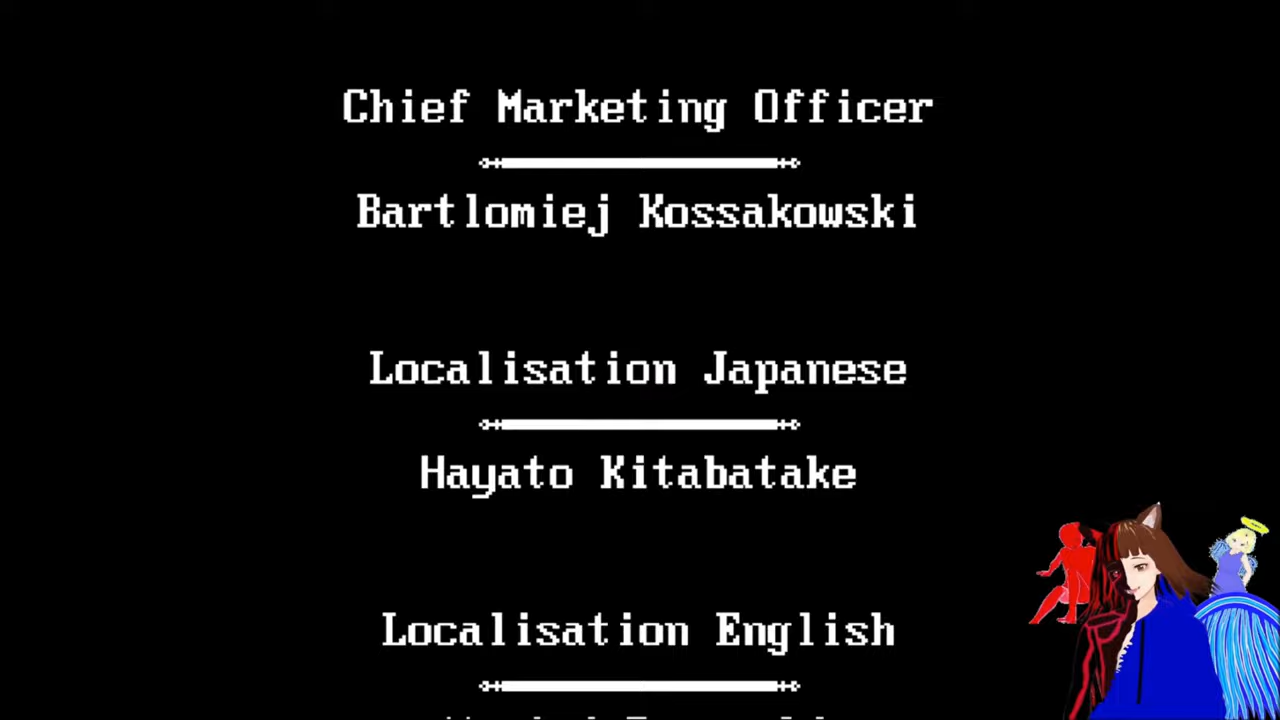 Chief Marketing Officer
Bartlomiej Kossakowski
Localisation Japanese
Hayato Kitabatake
Localisation English